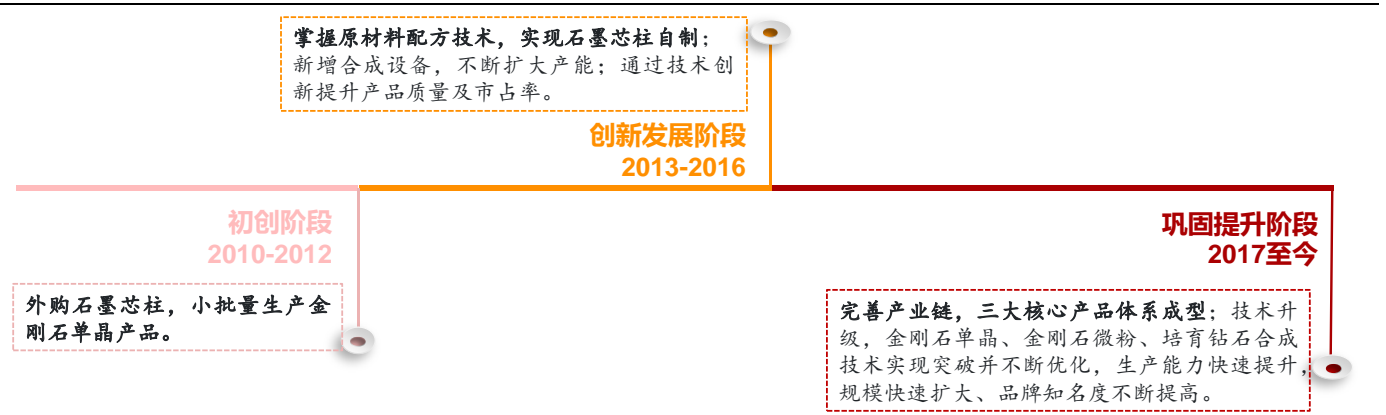 掌握原材料配方技术，实现石墨芯柱自制；
新增合成设备，不断扩大产能；通过技术创
新提升产品质量及市占率。
创新发展阶段
2013-2016
初创阶段
2010-2012
外购石墨芯柱，小批量生产金
刚石单晶产品。
巩固提升阶段
2017至今
完善产业链，三大核心产品体系成型；技术升
级，金刚石单晶、金刚石微粉、培育钻石合成
技术实现突破并不断优化，生产能力快速提升，
规模快速扩大、品牌知名度不断提高。